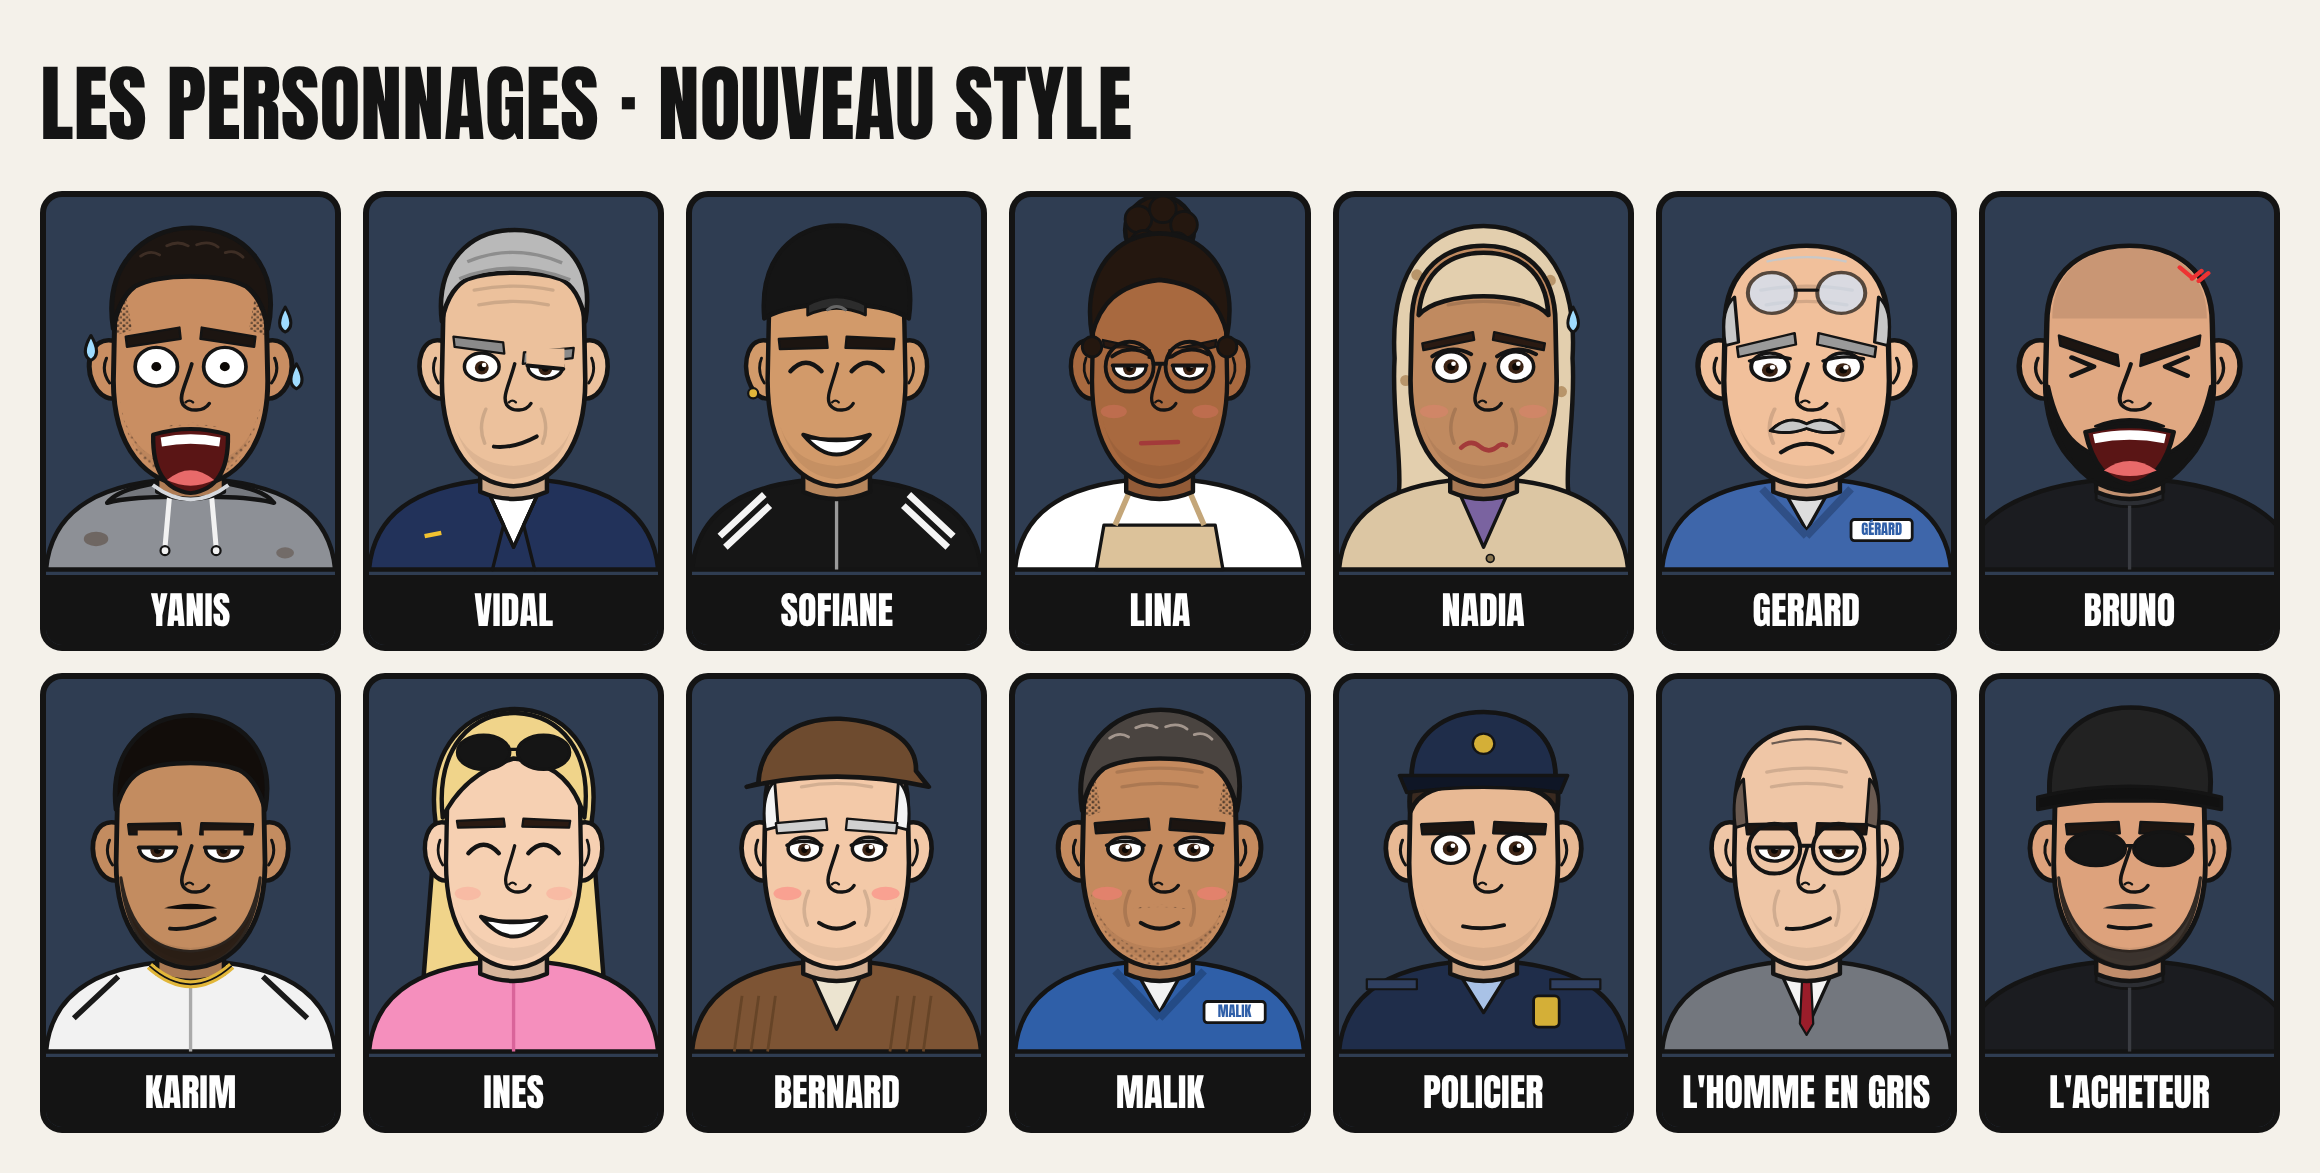 LES PERSONNAGES · NOUVEAU STYLE
GÉRARD
YANIS
VIDAL
SOFIANE
LINA
NADIA
GERARD
BRUNO
MALIK
KARIM
INES
BERNARD
MALIK
POLICIER
L'HOMME EN GRIS
L'ACHETEUR